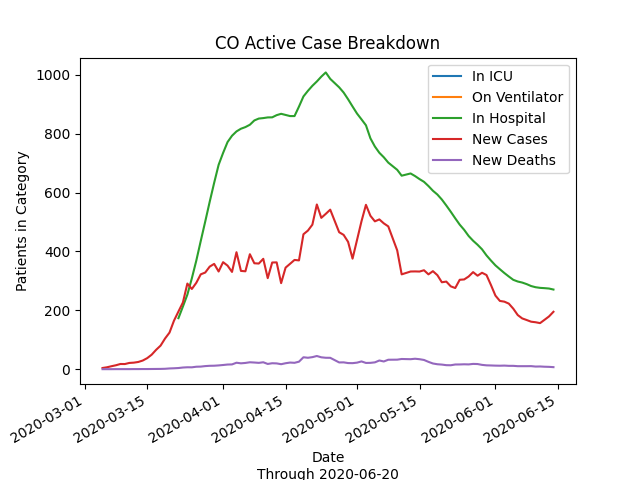 CO Active Case Breakdown
In ICU
On Ventilator
In Hospital
New Cases
New Deaths
Patients in Category
1000
800
600
400
200
0
2020-03-01
2020-03-15
2020-04-01
2020-04-15
2020-05-01
2020-05-15
2020-06-01
2020-06-15
Date
Through 2020-06-20